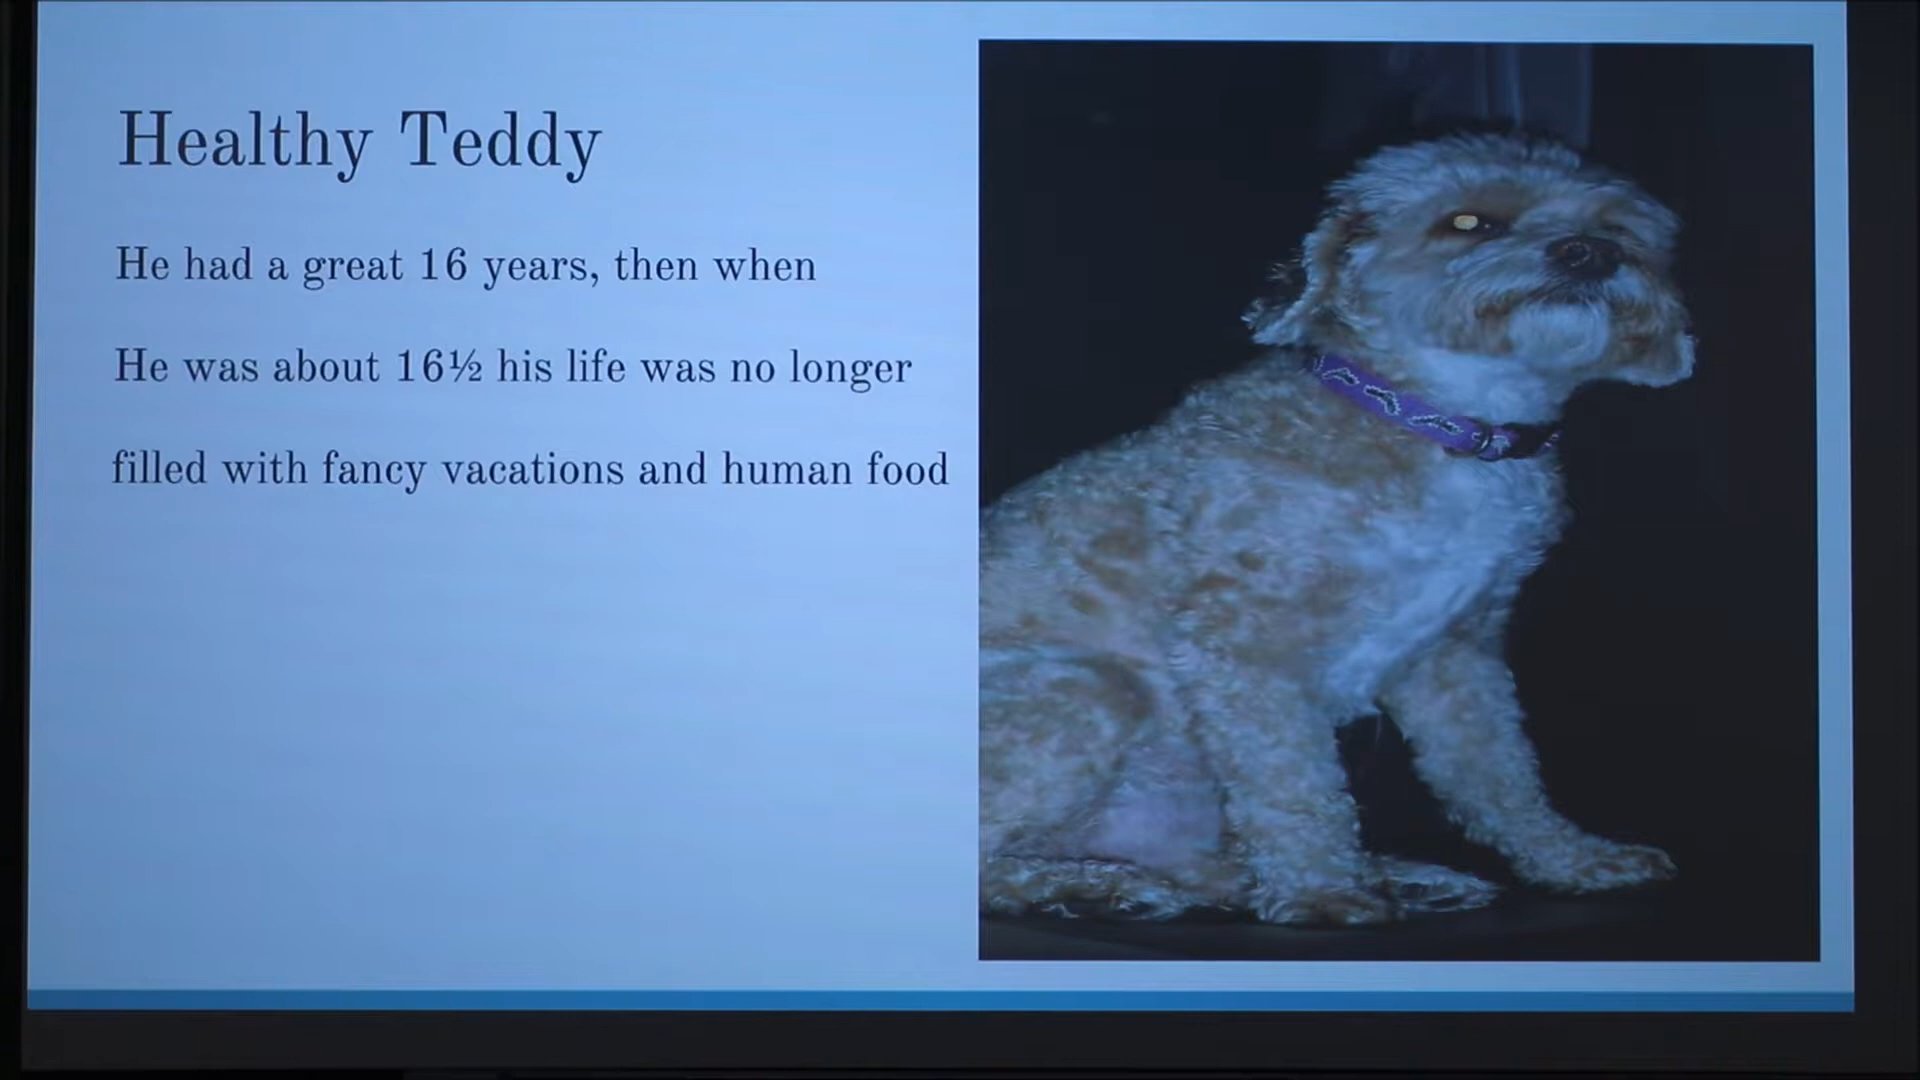 Healthy Teddy
He had a great 16 years, then when
He was about 16½ his life was no longer
filled with fancy vacations and human food